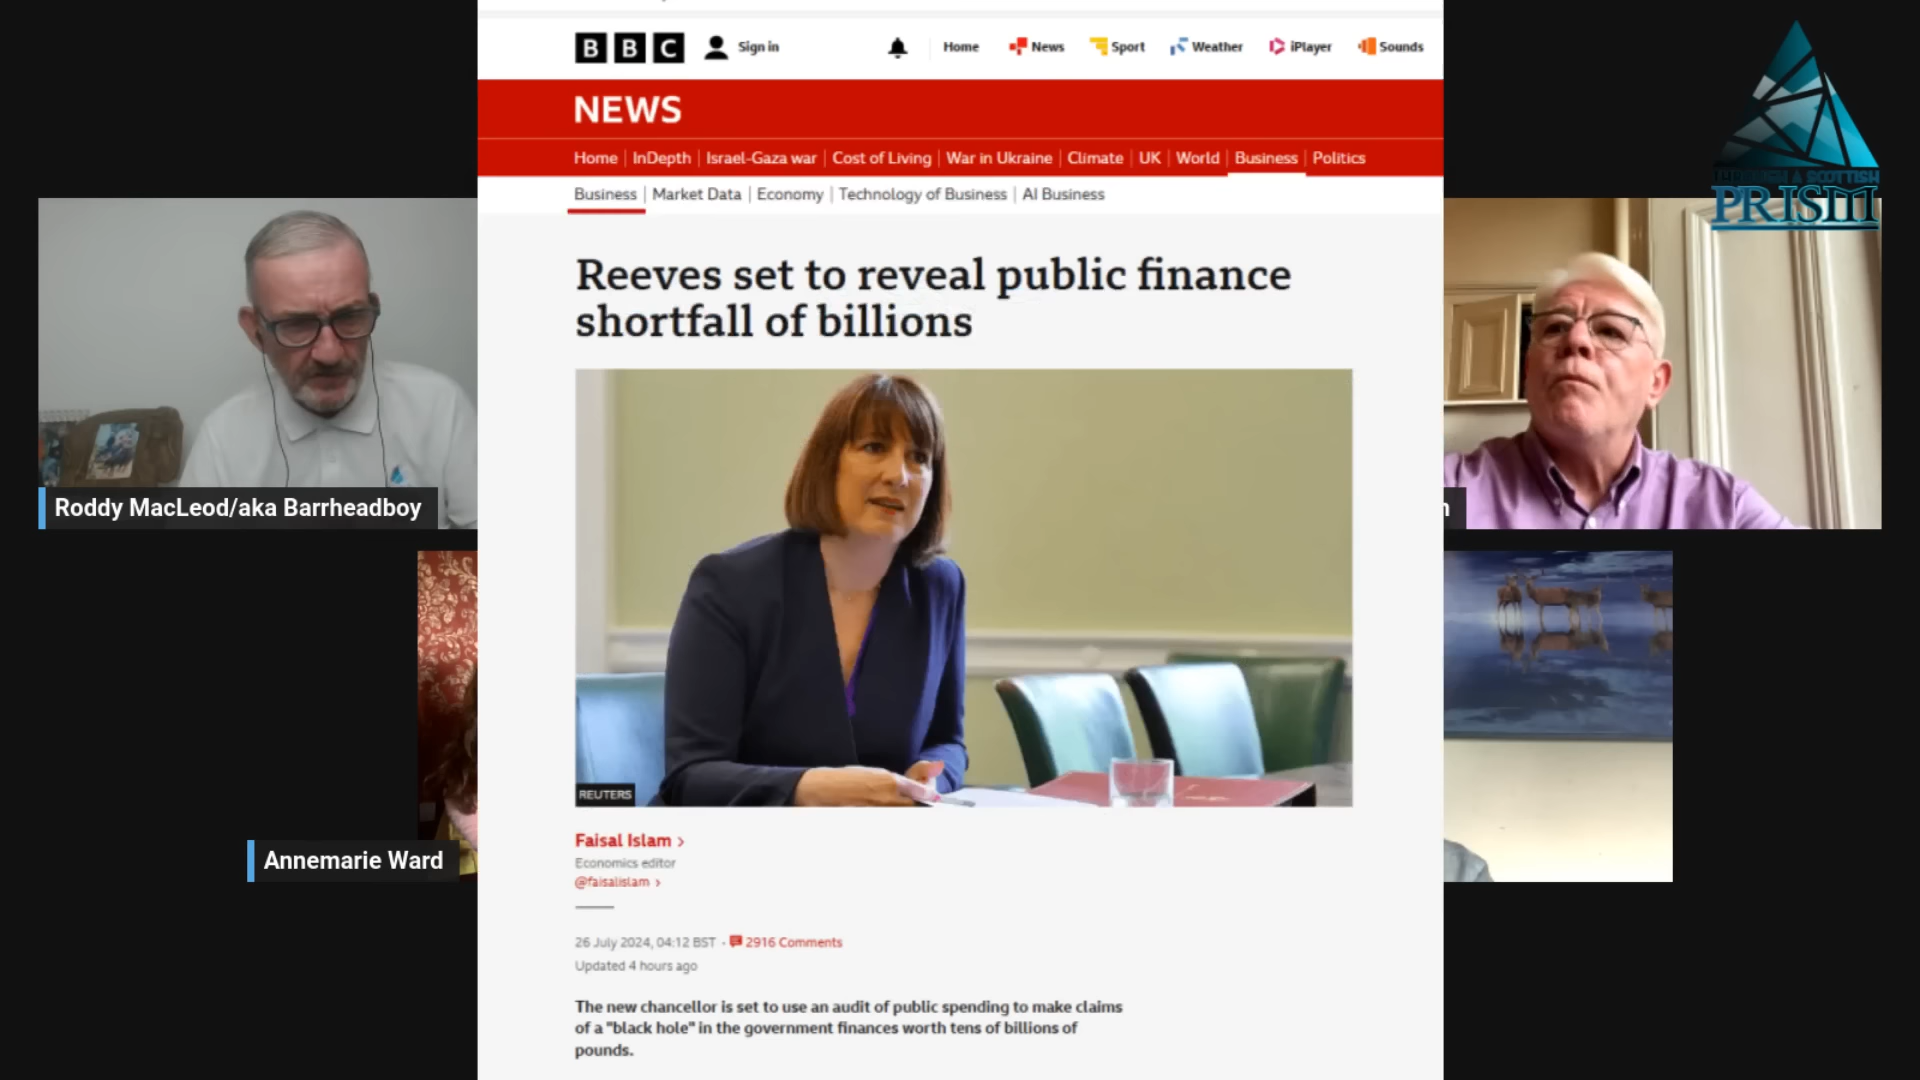 BBC
Sign in
Home
News
Sport
Weather
iPlayer
Sounds
NEWS
Home
InDepth
Israel-Gaza war
Cost of Living
War in Ukraine
Climate
UK
World
Business
Politics
Business
Market Data
Economy
Technology of Business
AI Business
THROUGH A SCOTTISH
PRISM
Reeves set to reveal public finance
shortfall of billions
Roddy MacLeod/aka Barrheadboy
REUTERS
Annemarie Ward
Faisal Islam
Economics editor
@faisalislam
26 July 2024, 04:12 BST · 2916 Comments
Updated 4 hours ago
The new chancellor is set to use an audit of public spending to make claims
of a "black hole" in the government finances worth tens of billions of
pounds.